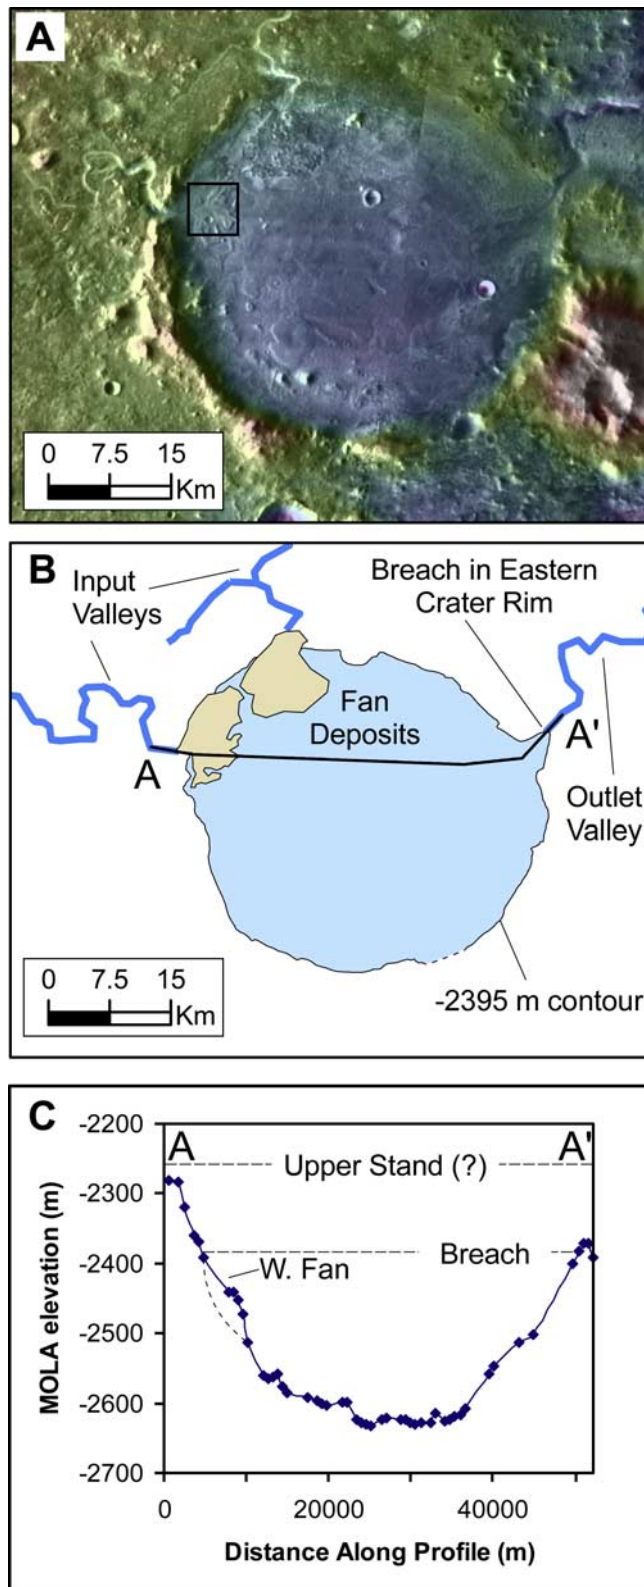 A
0 7.5 15
Km
B
Input
Valleys
Breach in Eastern
Crater Rim
Fan
Deposits
A
A'
Outlet
Valley
0 7.5 15
Km
-2395 m contour
C
-2200
A
A'
Upper Stand (?)
-2300
Breach
-2400
W. Fan
-2500
-2600
-2700
MOLA elevation (m)
0 20000 40000
Distance Along Profile (m)